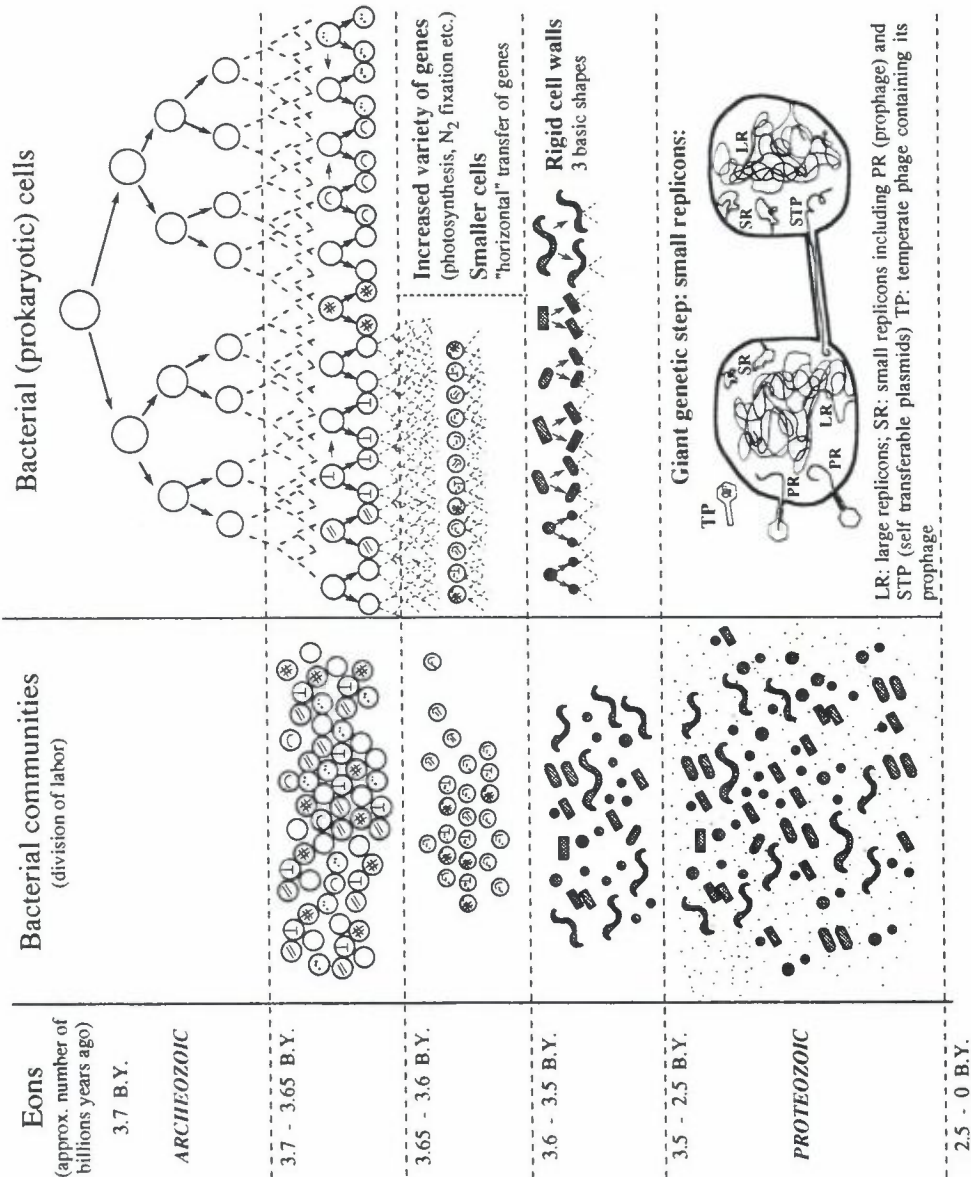 Eons
(approx. number of
billions years ago)
Bacterial communities
(division of labor)
Bacterial (prokaryotic) cells
3.7 B.Y.
ARCHEOZOIC
3.7 - 3.65 B.Y.
3.65 - 3.6 B.Y.
Increased variety of genes
(photosynthesis, N₂ fixation etc.)
Smaller cells
"horizontal" transfer of genes
3.6 - 3.5 B.Y.
Rigid cell walls
3 basic shapes
3.5 - 2.5 B.Y.
PROTEOZOIC
Giant genetic step: small replicons:
TP
PR
PR
LR
SR
SR
STP
LR
LR: large replicons; SR: small replicons including PR (prophage) and
STP (self transferable plasmids) TP: temperate phage containing its
prophage
2.5 - 0 B.Y.